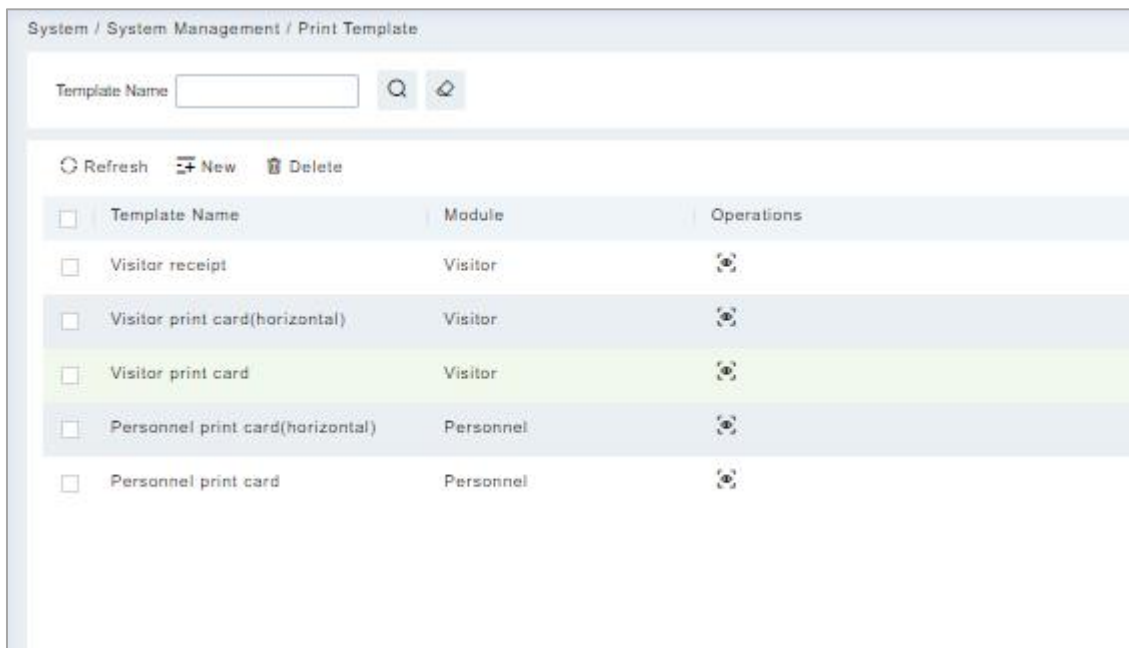 System / System Management / Print Template
Template Name
Refresh New Delete
Template Name Module Operations
Visitor receipt Visitor
Visitor print card(horizontal) Visitor
Visitor print card Visitor
Personnel print card(horizontal) Personnel
Personnel print card Personnel